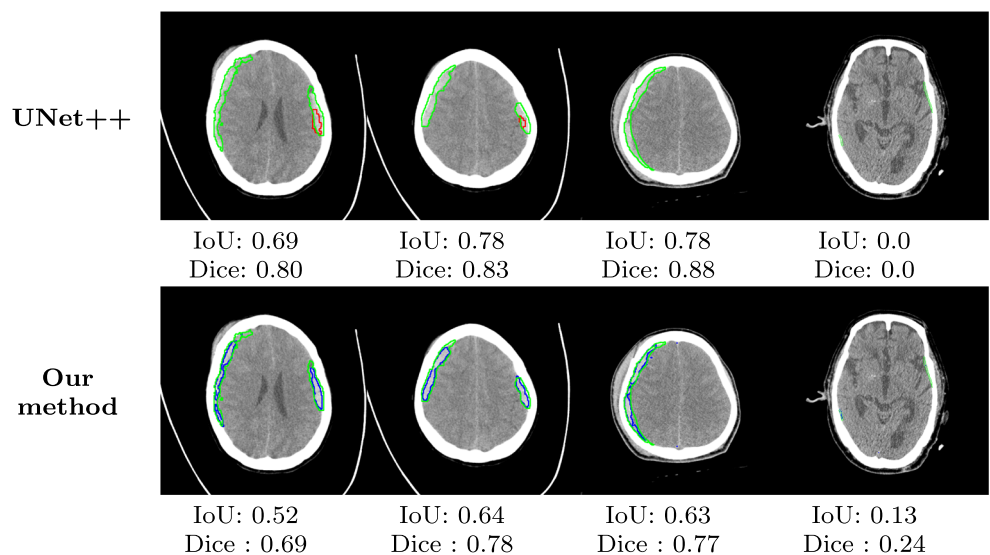 UNet++
IoU: 0.69 IoU: 0.78 IoU: 0.78 IoU: 0.0
Dice: 0.80 Dice: 0.83 Dice: 0.88 Dice: 0.0
Our
method
IoU: 0.52 IoU: 0.64 IoU: 0.63 IoU: 0.13
Dice : 0.69 Dice : 0.78 Dice : 0.77 Dice : 0.24